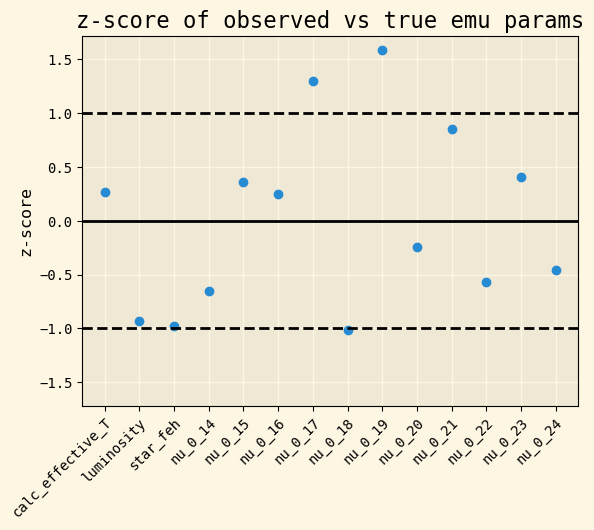 z-score of observed vs true emu params
z-score
1.5
1.0
0.5
0.0
−0.5
−1.0
−1.5
calc_effective_T
luminosity
star_feh
nu_0_14
nu_0_15
nu_0_16
nu_0_17
nu_0_18
nu_0_19
nu_0_20
nu_0_21
nu_0_22
nu_0_23
nu_0_24